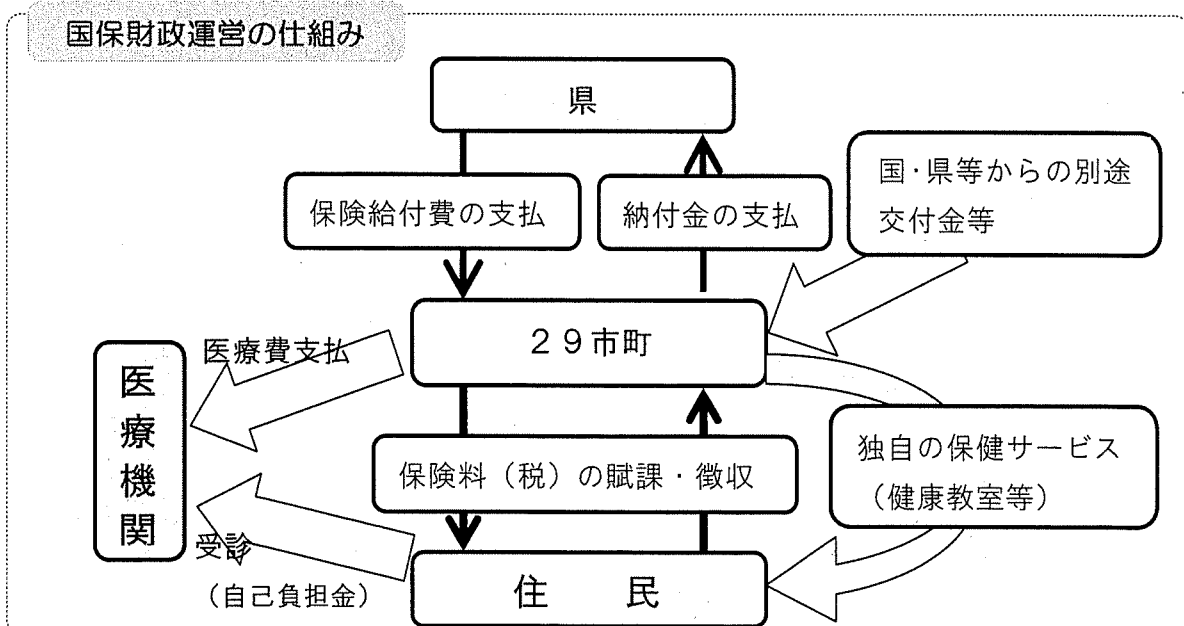 国保財政運営の仕組み
県
保険給付費の支払
納付金の支払
国・県等からの別途
交付金等
29市町
医療費支払
医療機関
保険料(税)の賦課・徴収
独自の保健サービス
(健康教室等)
受診
(自己負担金)
住 民